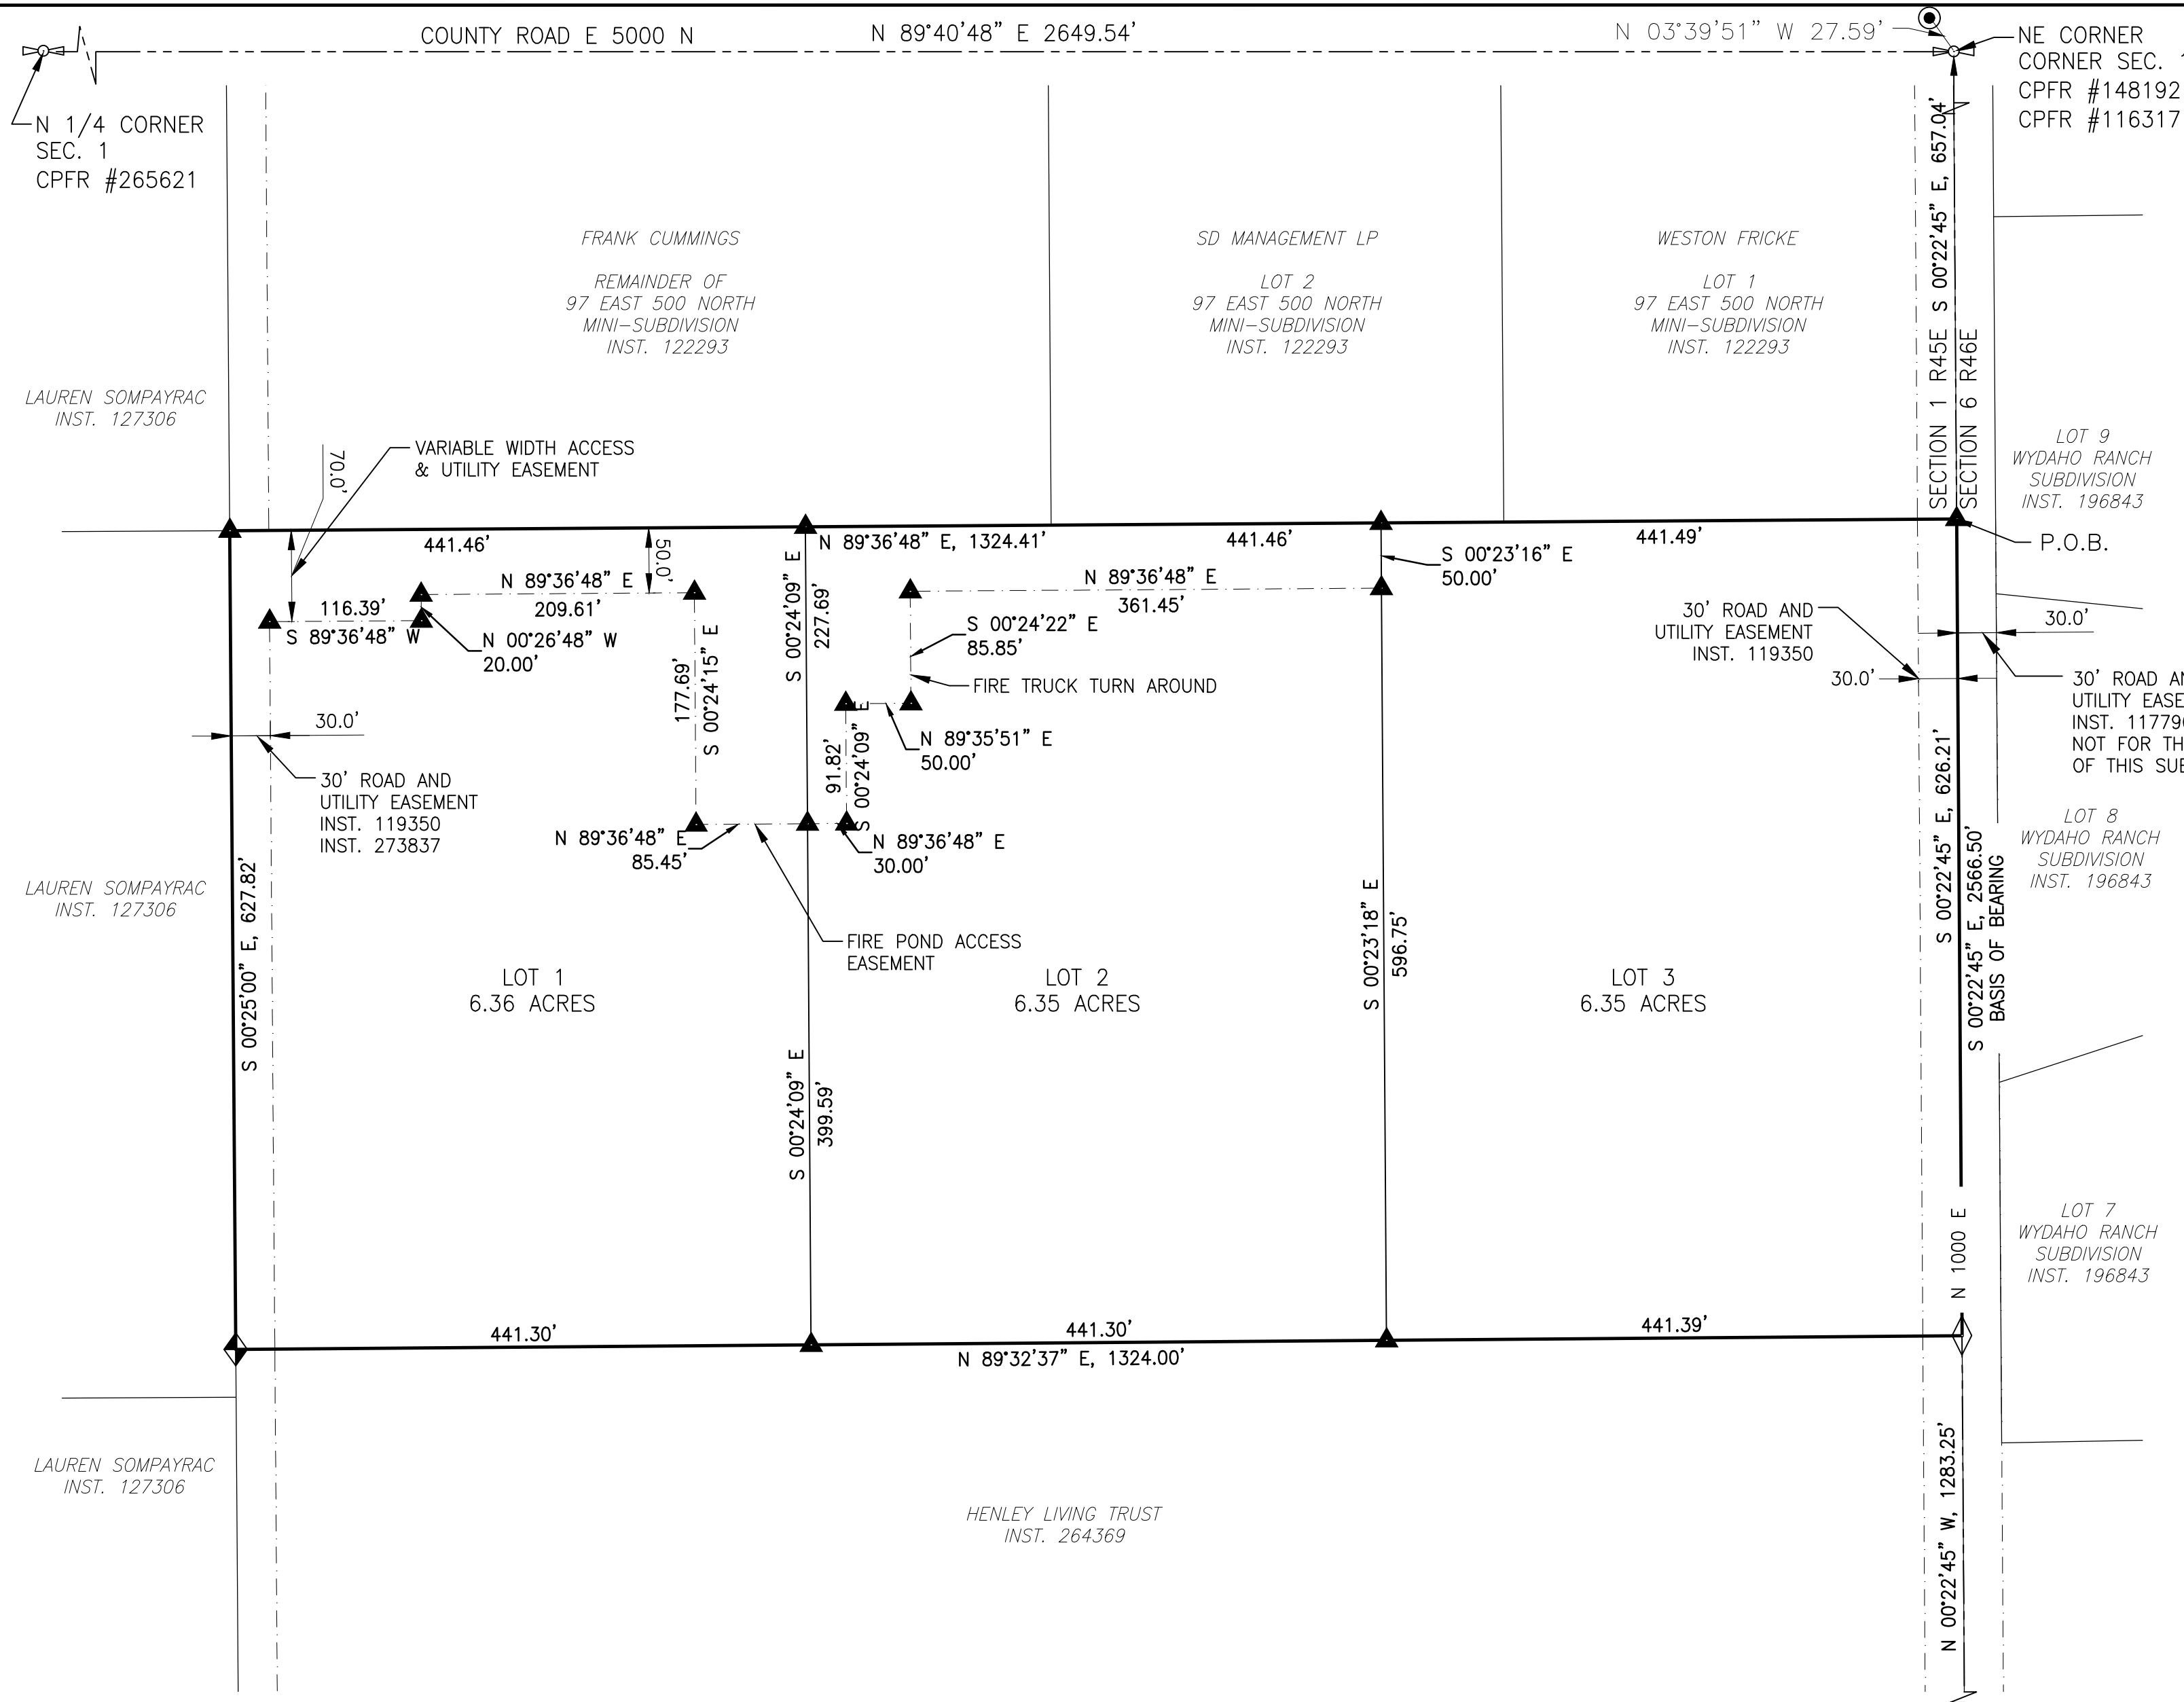 COUNTY ROAD E 5000 N
N 89°40'48" E 2649.54'
N 03°39'51" W 27.59'
NE CORNER
CORNER SEC.
CPFR #148192
CPFR #116317
N 1/4 CORNER
SEC. 1
CPFR #265621
S 00°22'45" E, 657.04'
SECTION 1 R45E
SECTION 6 R46E
FRANK CUMMINGS
REMAINDER OF
97 EAST 500 NORTH
MINI-SUBDIVISION
INST. 122293
SD MANAGEMENT LP
LOT 2
97 EAST 500 NORTH
MINI-SUBDIVISION
INST. 122293
WESTON FRICKE
LOT 1
97 EAST 500 NORTH
MINI-SUBDIVISION
INST. 122293
LAUREN SOMPAYRAC
INST. 127306
LOT 9
WYDAHO RANCH
SUBDIVISION
INST. 196843
VARIABLE WIDTH ACCESS
& UTILITY EASEMENT
70.0'
441.46'
N 89°36'48" E, 1324.41'
441.46'
441.49'
P.O.B.
50.0'
S 00°23'16" E
50.00'
N 89°36'48" E
209.61'
116.39'
S 89°36'48" W
N 00°26'48" W
20.00'
S 00°24'09" E
227.69'
N 89°36'48" E
361.45'
S 00°24'22" E
85.85'
FIRE TRUCK TURN AROUND
177.69'
S 00°24'15" E
30' ROAD AND
UTILITY EASEMENT
INST. 119350
30.0'
30.0'
30' ROAD
UTILITY
INST.
NOT FOR
OF THIS
30.0'
30' ROAD AND
UTILITY EASEMENT
INST. 119350
INST. 273837
91.82'
S 00°24'09" E
N 89°35'51" E
50.00'
N 89°36'48" E
85.45'
N 89°36'48" E
30.00'
FIRE POND ACCESS
EASEMENT
LAUREN SOMPAYRAC
INST. 127306
S 00°25'00" E, 627.82'
LOT 1
6.36 ACRES
LOT 2
6.35 ACRES
LOT 3
6.35 ACRES
S 00°23'18" E
596.75'
S 00°22'45" E, 626.21'
S 00°22'45" E, 2566.50'
BASIS OF BEARING
LOT 8
WYDAHO RANCH
SUBDIVISION
INST. 196843
S 00°24'09" E
399.59'
N 1000 E
LOT 7
WYDAHO RANCH
SUBDIVISION
INST. 196843
441.30'
441.30'
441.39'
N 89°32'37" E, 1324.00'
LAUREN SOMPAYRAC
INST. 127306
HENLEY LIVING TRUST
INST. 264369
N 00°22'45" W, 1283.25'